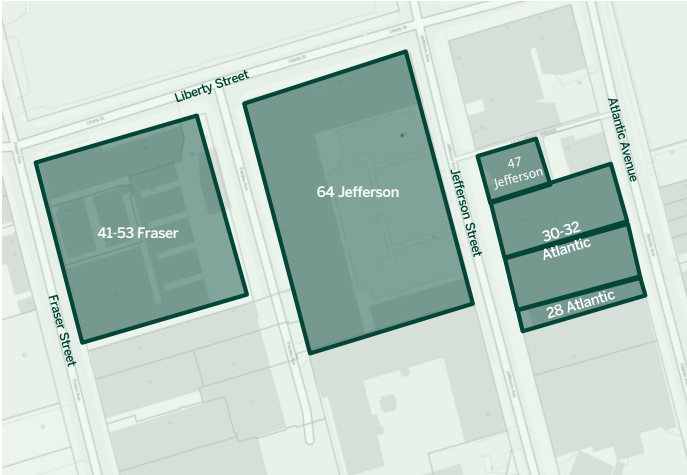 Liberty Street
Atlantic Avenue
47
Jefferson
64 Jefferson
Jefferson Street
41-53 Fraser
30-32
Atlantic
28 Atlantic
Fraser Street